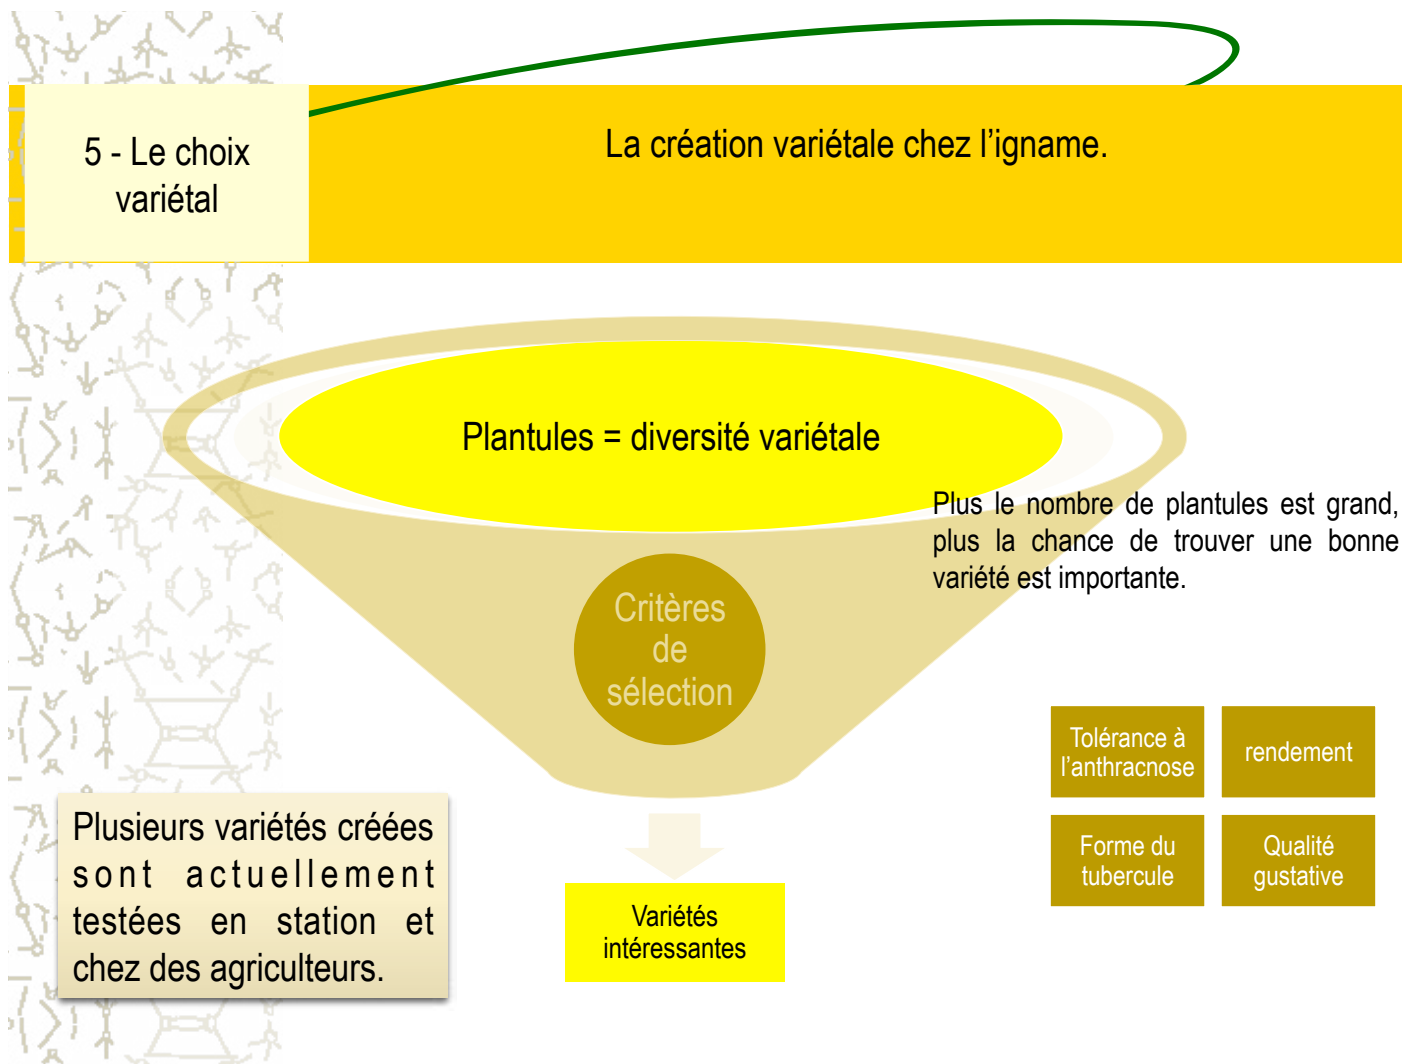 5 - Le choix
variétal
La création variétale chez l’igname.
Plantules = diversité variétale
Plus le nombre de plantules est grand,
plus la chance de trouver une bonne
variété est importante.
Critères
de
sélection
Tolérance à
l’anthracnose
rendement
Forme du
tubercule
Qualité
gustative
Plusieurs variétés créées
sont actuellement
testées en station et
chez des agriculteurs.
Variétés
intéressantes